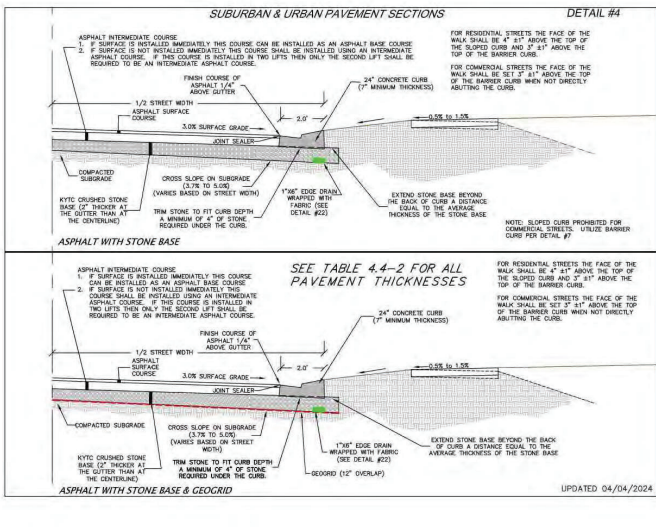 SUBURBAN & URBAN PAVEMENT SECTIONS
DETAIL #4
ASPHALT INTERMEDIATE COURSE
1. IF SURFACE IS INSTALLED IMMEDIATELY THIS COURSE CAN BE INSTALLED AS AN ASPHALT BASE COURSE
2. IF SURFACE IS NOT INSTALLED IMMEDIATELY THIS COURSE SHALL BE INSTALLED USING AN INTERMEDIATE
ASPHALT COURSE. IF THIS COURSE IS INSTALLED IN TWO LIFTS THEN ONLY THE SECOND LIFT SHALL BE
REQUIRED TO BE AN INTERMEDIATE ASPHALT COURSE.
FOR RESIDENTIAL STREETS THE FACE OF THE
WALK SHALL BE 4" ±1" ABOVE THE TOP OF
THE SLOPED CURB AND 3" ±1" ABOVE THE
TOP OF THE BARRIER CURB.
FOR COMMERCIAL STREETS THE FACE OF THE
WALK SHALL BE SET 3" ±1" ABOVE THE TOP
OF THE BARRIER CURB WHEN NOT DIRECTLY
ABUTTING THE CURB.
FINISH COURSE OF
ASPHALT 1/4"
ABOVE GUTTER
24" CONCRETE CURB
(7" MINIMUM THICKNESS)
1/2 STREET WIDTH
ASPHALT SURFACE
COURSE
2.0'
3.0% SURFACE GRADE
0.5% to 1.5%
JOINT SEALER
COMPACTED
SUBGRADE
CROSS SLOPE ON SUBGRADE
(3.7% TO 5.0%)
(VARIES BASED ON STREET WIDTH)
1"X6" EDGE DRAIN
WRAPPED WITH
FABRIC (SEE
DETAIL #22)
EXTEND STONE BASE BEYOND
THE BACK OF CURB A DISTANCE
EQUAL TO THE AVERAGE
THICKNESS OF THE STONE BASE
KYTC CRUSHED STONE
BASE (2" THICKER AT
THE GUTTER THAN AT
THE CENTERLINE)
TRIM STONE TO FIT CURB DEPTH
A MINIMUM OF 4" OF STONE
REQUIRED UNDER THE CURB.
NOTE: SLOPED CURB PROHIBITED FOR
COMMERCIAL STREETS. UTILIZE BARRIER
CURB PER DETAIL #7
ASPHALT WITH STONE BASE
ASPHALT INTERMEDIATE COURSE
1. IF SURFACE IS INSTALLED IMMEDIATELY THIS COURSE
CAN BE INSTALLED AS AN ASPHALT BASE COURSE
2. IF SURFACE IS NOT INSTALLED IMMEDIATELY THIS
COURSE SHALL BE INSTALLED USING AN INTERMEDIATE
ASPHALT COURSE. IF THIS COURSE IS INSTALLED IN
TWO LIFTS THEN ONLY THE SECOND LIFT SHALL BE
REQUIRED TO BE AN INTERMEDIATE ASPHALT COURSE.
SEE TABLE 4.4-2 FOR ALL
PAVEMENT THICKNESSES
FOR RESIDENTIAL STREETS THE FACE OF THE
WALK SHALL BE 4" ±1" ABOVE THE TOP OF
THE SLOPED CURB AND 3" ±1" ABOVE THE
TOP OF THE BARRIER CURB.
FOR COMMERCIAL STREETS THE FACE OF THE
WALK SHALL BE SET 3" ±1" ABOVE THE TOP
OF THE BARRIER CURB WHEN NOT DIRECTLY
ABUTTING THE CURB.
24" CONCRETE CURB
(7" MINIMUM THICKNESS)
FINISH COURSE OF
ASPHALT 1/4"
ABOVE GUTTER
1/2 STREET WIDTH
ASPHALT
SURFACE
COURSE
2.0'
3.0% SURFACE GRADE
0.5% to 1.5%
JOINT SEALER
COMPACTED SUBGRADE
CROSS SLOPE ON SUBGRADE
(3.7% TO 5.0%)
(VARIES BASED ON STREET
WIDTH)
1"X6" EDGE DRAIN
WRAPPED WITH FABRIC
(SEE DETAIL #22)
EXTEND STONE BASE BEYOND THE BACK
OF CURB A DISTANCE EQUAL TO THE
AVERAGE THICKNESS OF THE STONE BASE
KYTC CRUSHED STONE
BASE (2" THICKER AT
THE GUTTER THAN AT
THE CENTERLINE)
TRIM STONE TO FIT CURB DEPTH
A MINIMUM OF 4" OF STONE
REQUIRED UNDER THE CURB.
GEOGRID (12" OVERLAP)
ASPHALT WITH STONE BASE & GEOGRID
UPDATED 04/04/2024